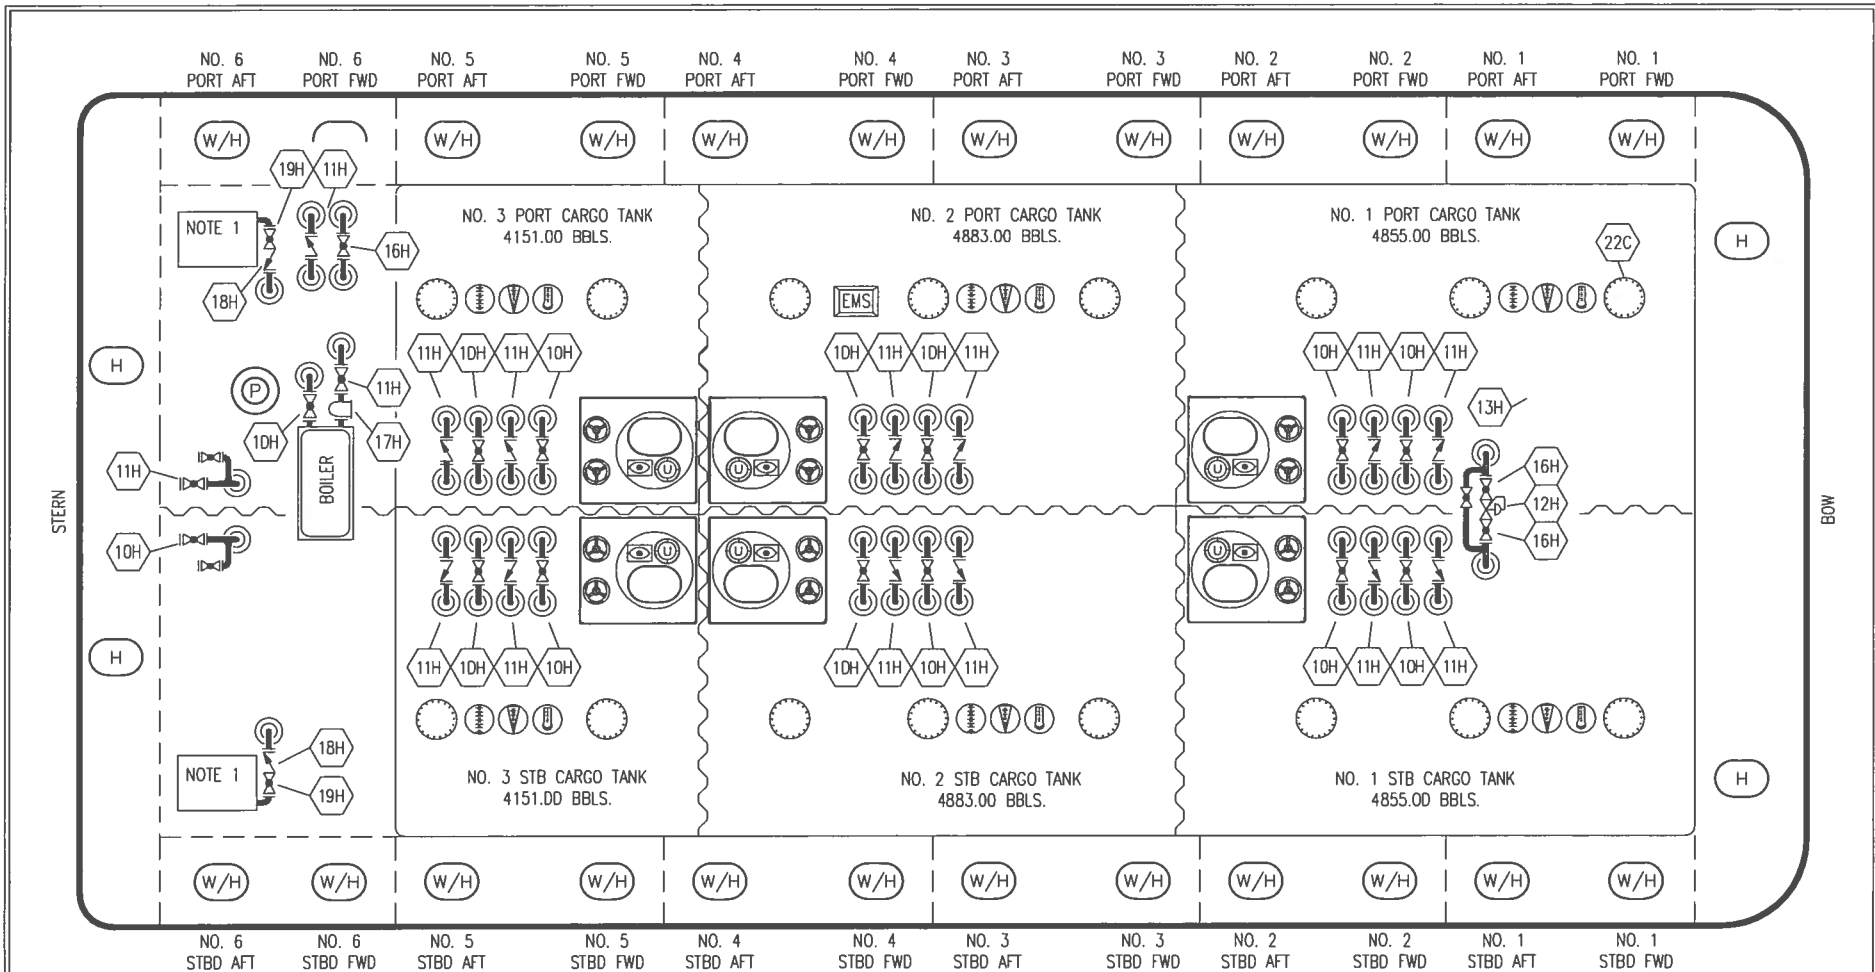 NO. 6 ND. 6 NO. 5 NO. 5 NO. 4 NO. 4 NO. 3 NO. 3 NO. 2 NO. 2 NO. 1 NO. 1
PORT AFT PORT FWD PORT AFT PORT FWD PORT AFT PORT FWD PORT AFT PORT FWD PORT AFT PORT FWD PORT AFT PORT FWD
W/H W/H W/H W/H W/H W/H W/H W/H W/H W/H W/H
19H 11H
NOTE 1
16H
18H
NO. 3 PORT CARGO TANK
4151.00 BBLS.
ND. 2 PORT CARGO TANK
4883.00 BBLS.
NO. 1 PORT CARGO TANK
4855.00 BBLS.
22C
H
EMS
H
11H 1DH 11H 10H
1DH 11H 1DH 11H
10H 11H 10H 11H
P
11H
1DH
17H
13H
U
U
U
11H
BOILER
16H
12H
16H
STERN
BOW
10H
U
U
U
H
11H 1DH 11H 10H
1DH 11H 10H 11H
10H 11H 10H 11H
18H
NOTE 1
19H
NO. 3 STB CARGO TANK
4151.DD BBLS.
NO. 2 STB CARGO TANK
4883.00 BBLS.
NO. 1 STB CARGO TANK
4855.0D BBLS.
H
W/H W/H W/H W/H W/H W/H W/H W/H W/H W/H W/H W/H
NO. 6 NO. 6 NO. 5 NO. 5 NO. 4 NO. 4 NO. 3 NO. 3 NO. 2 NO. 2 NO. 1 NO. 1
STBD AFT STBD FWD STBD AFT STBD FWD STBD AFT STBD FWD STBD AFT STBD FWD STBD AFT STBD FWD STBD AFT STBD FWD